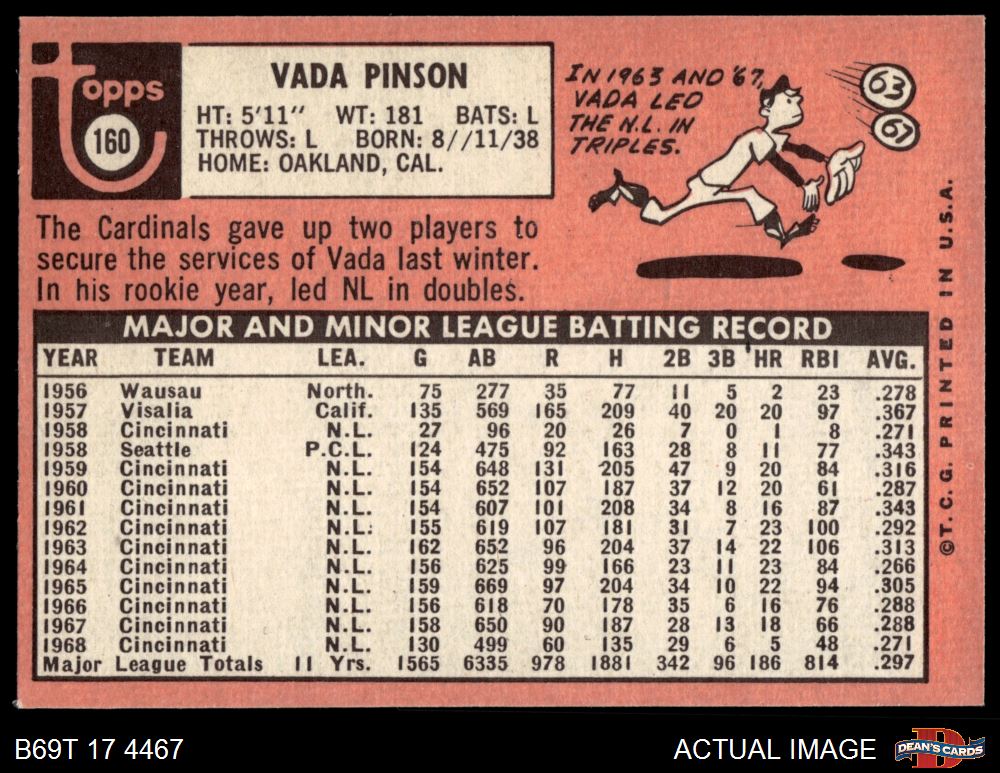 Topps
160
VADA PINSON
HT: 5'11" WT: 181 BATS: L
THROWS: L BORN: 8//11/38
HOME: OAKLAND, CAL.
IN 1963 AND '67,
VADA LED
THE N.L. IN
TRIPLES.
63
67
The Cardinals gave up two players to
secure the services of Vada last winter.
In his rookie year, led NL in doubles.
MAJOR AND MINOR LEAGUE BATTING RECORD
YEAR TEAM LEA. G AB R H 2B 3B HR RBI AVG.
1956 Wausau North. 75 277 35 77 11 5 2 23 .278
1957 Visalia Calif. 135 569 165 209 40 20 20 97 .367
1958 Cincinnati N.L. 27 96 20 26 7 0 1 8 .271
1958 Seattle P.C.L. 124 475 92 163 28 8 11 77 .343
1959 Cincinnati N.L. 154 648 131 205 47 9 20 84 .316
1960 Cincinnati N.L. 154 652 107 187 37 12 20 61 .287
1961 Cincinnati N.L. 154 607 101 208 34 8 16 87 .343
1962 Cincinnati N.L. 155 619 107 181 31 7 23 100 .292
1963 Cincinnati N.L. 162 652 96 204 37 14 22 106 .313
1964 Cincinnati N.L. 156 625 99 166 23 11 23 84 .266
1965 Cincinnati N.L. 159 669 97 204 34 10 22 94 .305
1966 Cincinnati N.L. 156 618 70 178 35 6 16 76 .288
1967 Cincinnati N.L. 158 650 90 187 28 13 18 66 .288
1968 Cincinnati N.L. 130 499 60 135 29 6 5 48 .271
Major League Totals 11 Yrs. 1565 6335 978 1881 342 96 186 814 .297
©T.C.G. PRINTED IN U.S.A.
B69T 17 4467
ACTUAL IMAGE
D
DEAN'S CARDS